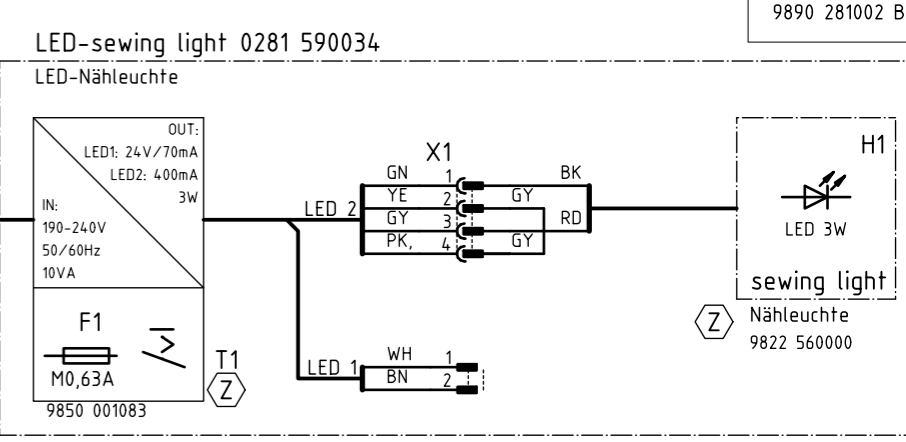 9890 281002 B
LED-sewing light 0281 590034
LED-Nähleuchte
OUT:
LED1: 24V/70mA
LED2: 400mA
3W
IN:
190-240V
50/60Hz
10VA
F1
M0,63A
T1
Z
9850 001083
LED 2
X1
GN 1
YE 2
GY 3
PK, 4
BK
GY
RD
GY
LED 1
WH 1
BN 2
H1
LED 3W
sewing light
Z
Nähleuchte
9822 560000